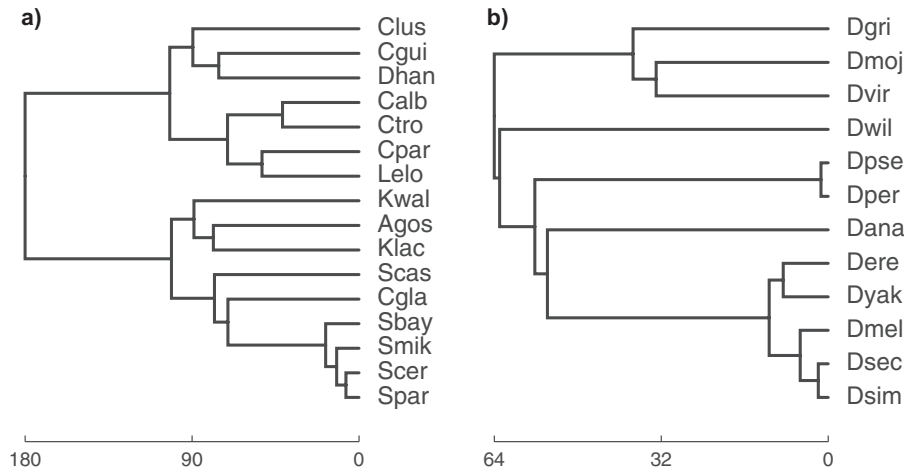 a)
Clus
Cgui
Dhan
Calb
Ctro
Cpar
Lelo
Kwal
Agos
Klac
Scas
Cgla
Sbay
Smik
Scer
Spar
180 90 0
b)
Dgri
Dmoj
Dvir
Dwil
Dpse
Dper
Dana
Dere
Dyak
Dmel
Dsec
Dsim
64 32 0